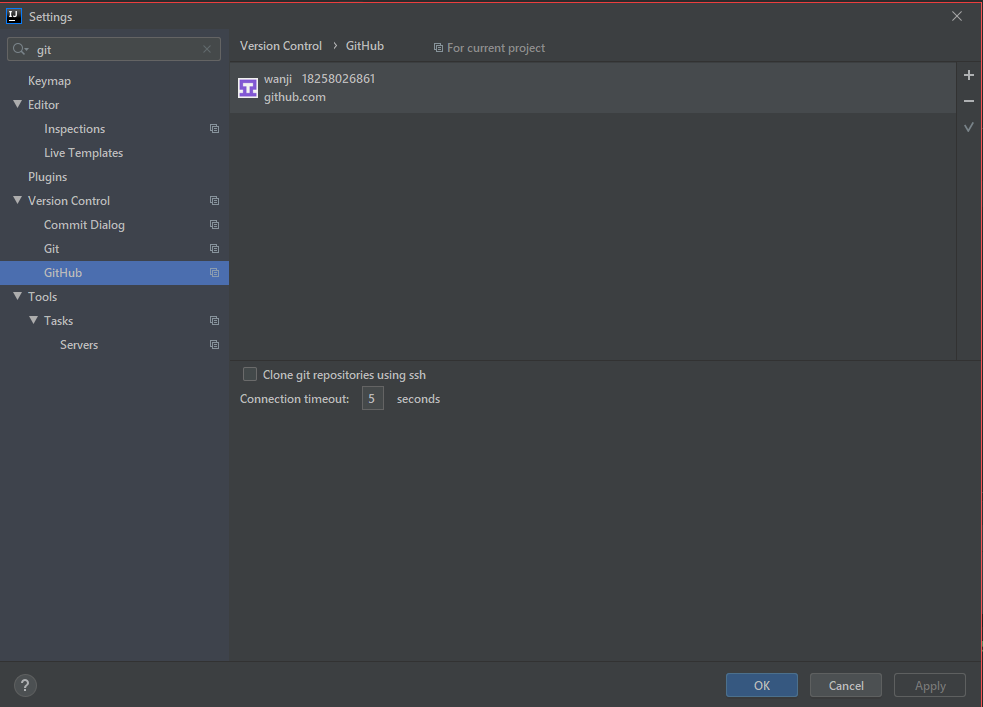 Settings
git
Keymap
Editor
Inspections
Live Templates
Plugins
Version Control
Commit Dialog
Git
GitHub
Tools
Tasks
Servers
Version Control › GitHub
For current project
wanji 18258026861
github.com
Clone git repositories using ssh
Connection timeout: 5 seconds
?
OK
Cancel
Apply